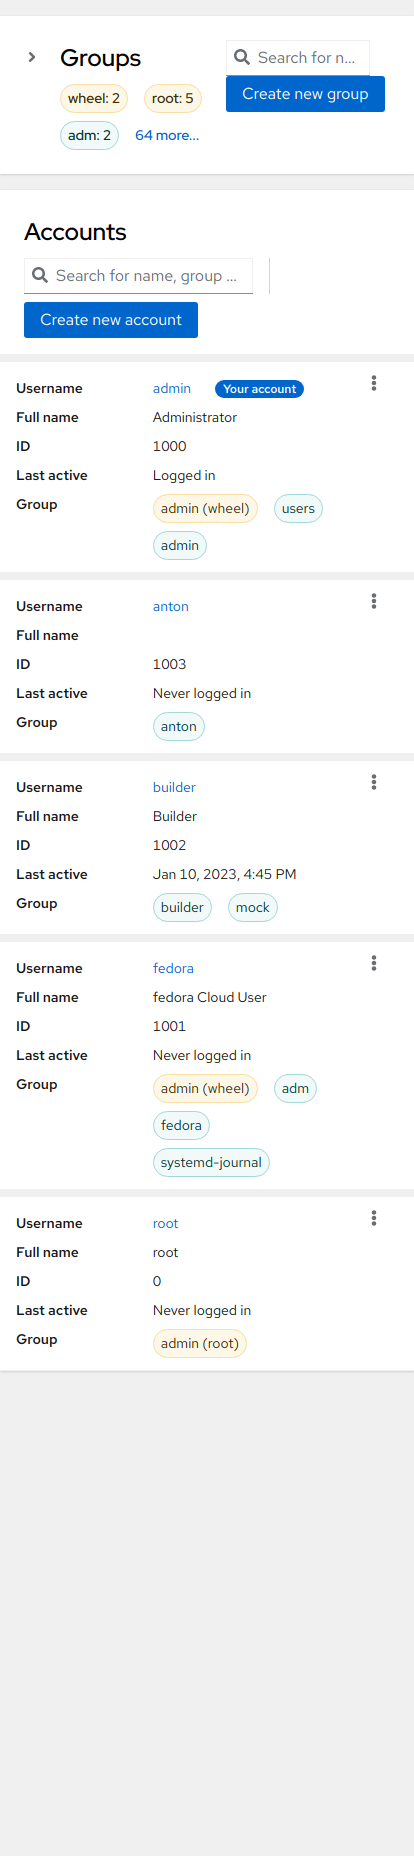 Groups
Search for n...
wheel: 2 root: 5
Create new group
adm: 2 64 more...
Accounts
Search for name, group ...
Create new account
Username admin Your account
Full name Administrator
ID 1000
Last active Logged in
Group admin (wheel) users
admin
Username anton
Full name
ID 1003
Last active Never logged in
Group anton
Username builder
Full name Builder
ID 1002
Last active Jan 10, 2023, 4:45 PM
Group builder mock
Username fedora
Full name fedora Cloud User
ID 1001
Last active Never logged in
Group admin (wheel) adm
fedora
systemd-journal
Username root
Full name root
ID 0
Last active Never logged in
Group admin (root)